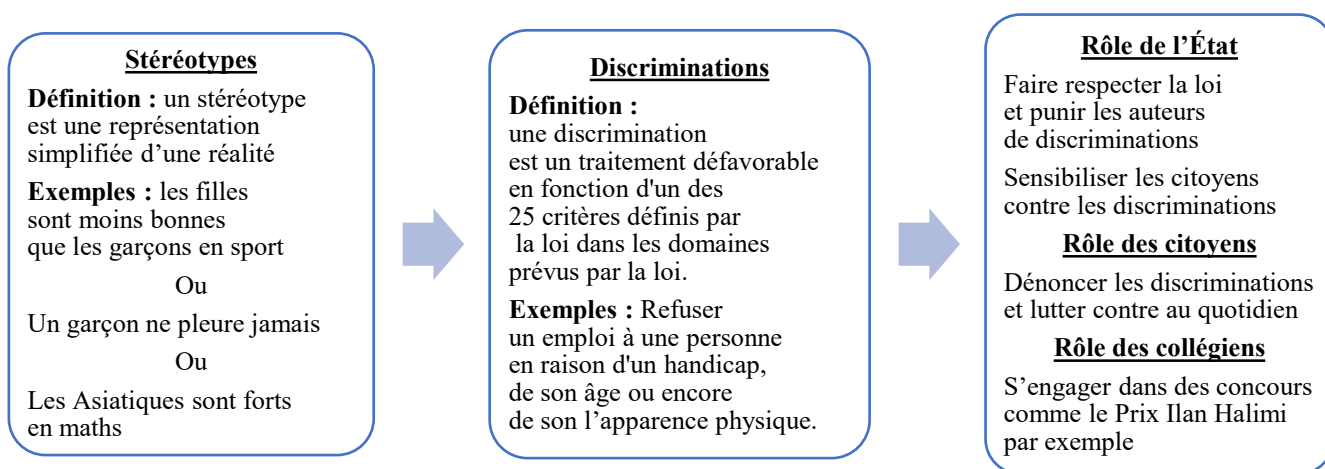 Stéréotypes
Définition : un stéréotype
est une représentation
simplifiée d’une réalité
Exemples : les filles
sont moins bonnes
que les garçons en sport
Ou
Un garçon ne pleure jamais
Ou
Les Asiatiques sont forts
en maths
Discriminations
Définition :
une discrimination
est un traitement défavorable
en fonction d'un des
25 critères définis par
la loi dans les domaines
prévus par la loi.
Exemples : Refuser
un emploi à une personne
en raison d'un handicap,
de son âge ou encore
de son l’apparence physique.
Rôle de l’État
Faire respecter la loi
et punir les auteurs
de discriminations
Sensibiliser les citoyens
contre les discriminations
Rôle des citoyens
Dénoncer les discriminations
et lutter contre au quotidien
Rôle des collégiens
S’engager dans des concours
comme le Prix Ilan Halimi
par exemple